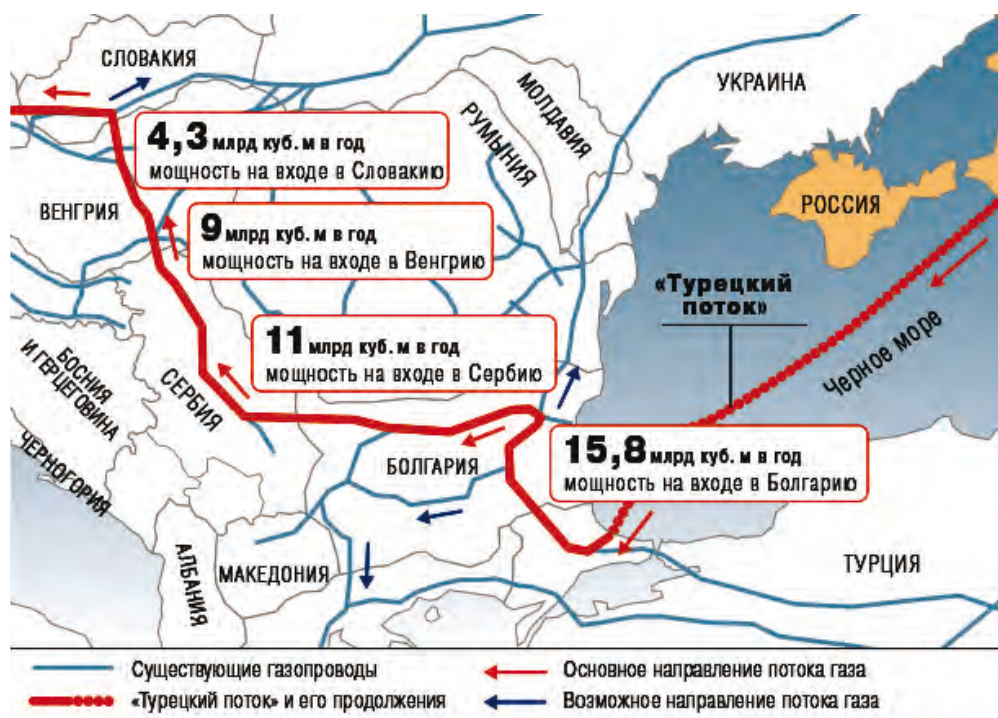 СЛОВАКИЯ
УКРАИНА
МОЛДАВИЯ
РУМЫНИЯ
4,3 млрд куб. м в год
мощность на входе в Словакию
ВЕНГРИЯ
РОССИЯ
9 млрд куб. м в год
мощность на входе в Венгрию
«Турецкий
поток»
11 млрд куб. м в год
мощность на входе в Сербию
Черное море
БОСНИЯ
И ГЕРЦЕГОВИНА
СЕРБИЯ
ЧЕРНОГОРИЯ
БОЛГАРИЯ
15,8 млрд куб. м в год
мощность на входе в Болгарию
АЛБАНИЯ
МАКЕДОНИЯ
ТУРЦИЯ
Существующие газопроводы
Основное направление потока газа
«Турецкий поток» и его продолжения
Возможное направление потока газа